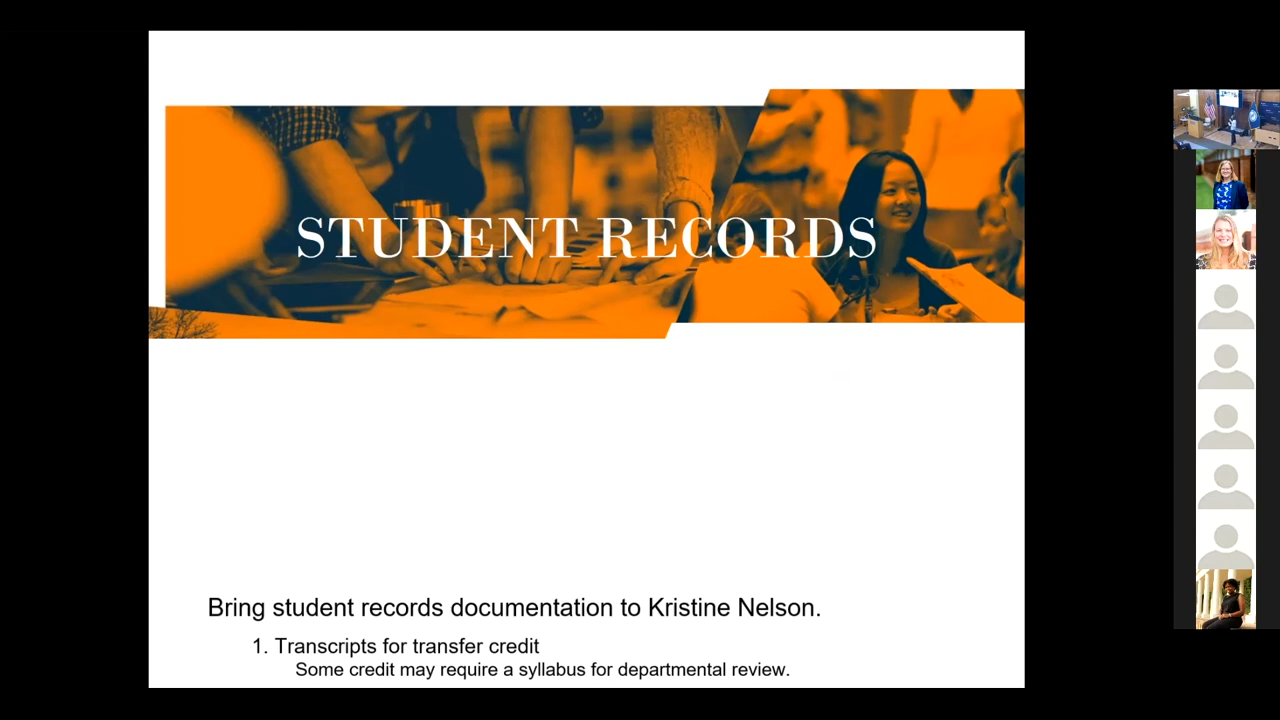 STUDENT RECORDS
Bring student records documentation to Kristine Nelson.
1. Transcripts for transfer credit
Some credit may require a syllabus for departmental review.